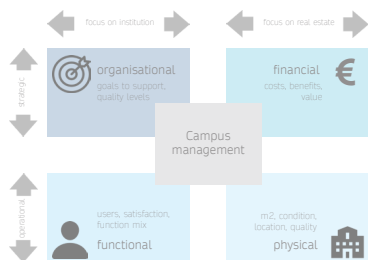 focus on institution
focus on real estate
strategic
organisational
goals to support,
quality levels
financial
costs, benefits,
value
€
Campus
management
operational
users, satisfaction,
function mix
functional
m2, condition,
location, quality
physical